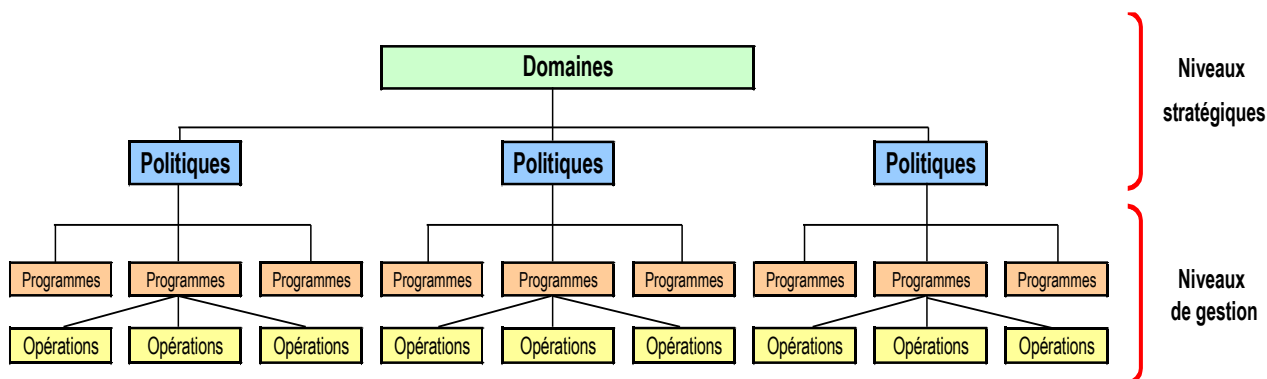 Domaines
Niveaux
stratégiques
Politiques
Politiques
Politiques
Programmes
Programmes
Programmes
Programmes
Programmes
Programmes
Programmes
Programmes
Programmes
Niveaux
de gestion
Opérations
Opérations
Opérations
Opérations
Opérations
Opérations
Opérations
Opérations
Opérations